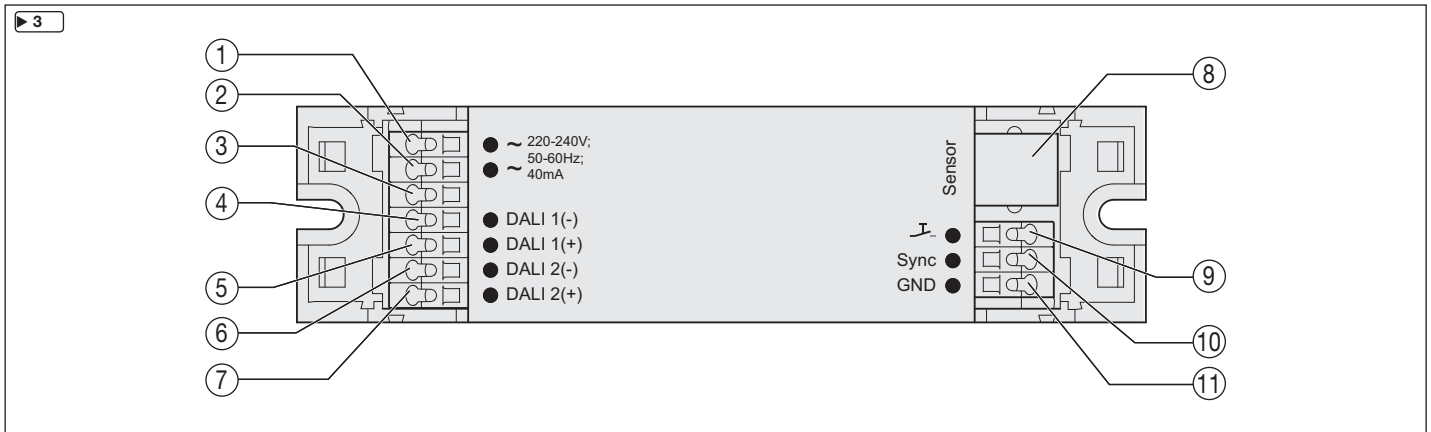 ▶ 3
1
2
3
4
5
6
7
~ 220-240V;
50-60Hz;
~ 40mA
DALI 1(-)
DALI 1(+)
DALI 2(-)
DALI 2(+)
Sensor
Sync
GND
8
9
10
11